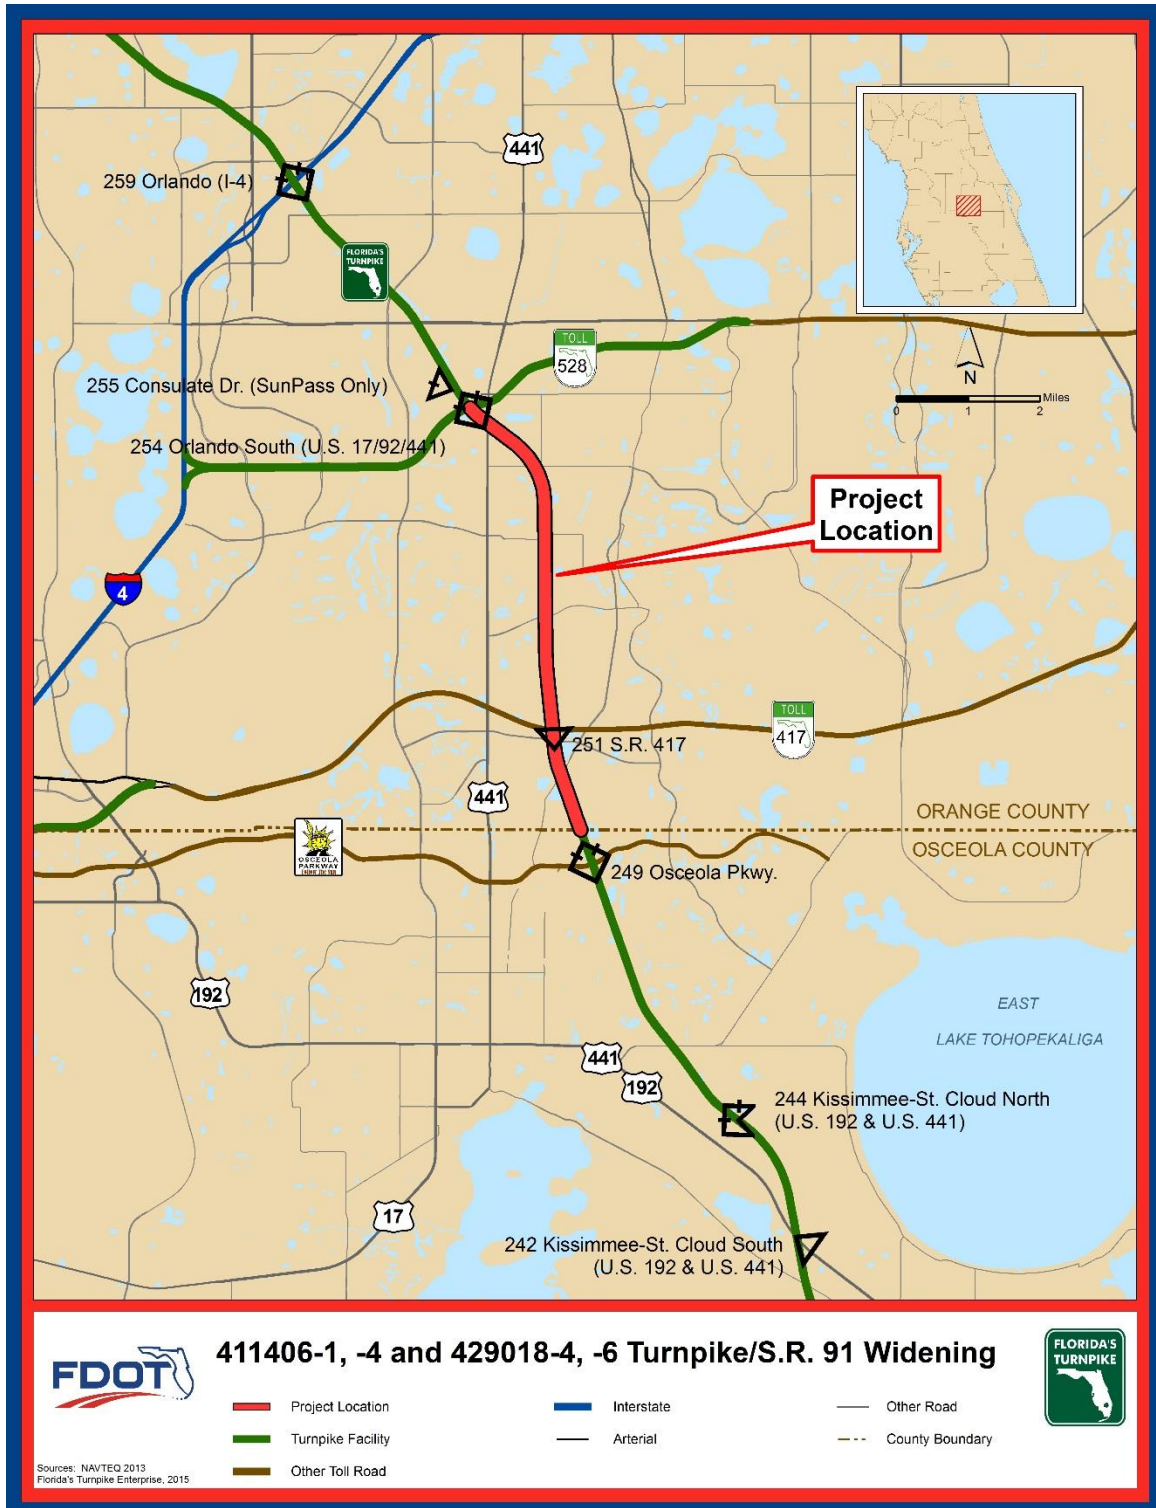 441
259 Orlando (I-4)
FLORIDA'S
TURNPIKE
TOLL
528
N
Miles
0 1 2
255 Consulate Dr. (SunPass Only)
254 Orlando South (U.S. 17/92/441)
Project
Location
4
TOLL
417
251 S.R. 417
441
ORANGE COUNTY
OSCEOLA COUNTY
OSCEOLA
PARKWAY
249 Osceola Pkwy.
192
EAST
LAKE TOHOPEKALIGA
441
192
244 Kissimmee-St. Cloud North
(U.S. 192 & U.S. 441)
17
242 Kissimmee-St. Cloud South
(U.S. 192 & U.S. 441)
FDOT
411406-1, -4 and 429018-4, -6 Turnpike/S.R. 91 Widening
FLORIDA'S
TURNPIKE
Project Location
Interstate
Other Road
Turnpike Facility
Arterial
County Boundary
Other Toll Road
Sources: NAVTEQ 2013
Florida's Turnpike Enterprise, 2015